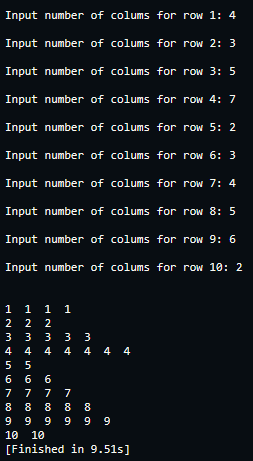 Input number of colums for row 1: 4
Input number of colums for row 2: 3
Input number of colums for row 3: 5
Input number of colums for row 4: 7
Input number of colums for row 5: 2
Input number of colums for row 6: 3
Input number of colums for row 7: 4
Input number of colums for row 8: 5
Input number of colums for row 9: 6
Input number of colums for row 10: 2
1 1 1 1
2 2 2
3 3 3 3 3
4 4 4 4 4 4 4
5 5
6 6 6
7 7 7 7
8 8 8 8 8
9 9 9 9 9 9
10 10
[Finished in 9.51s]